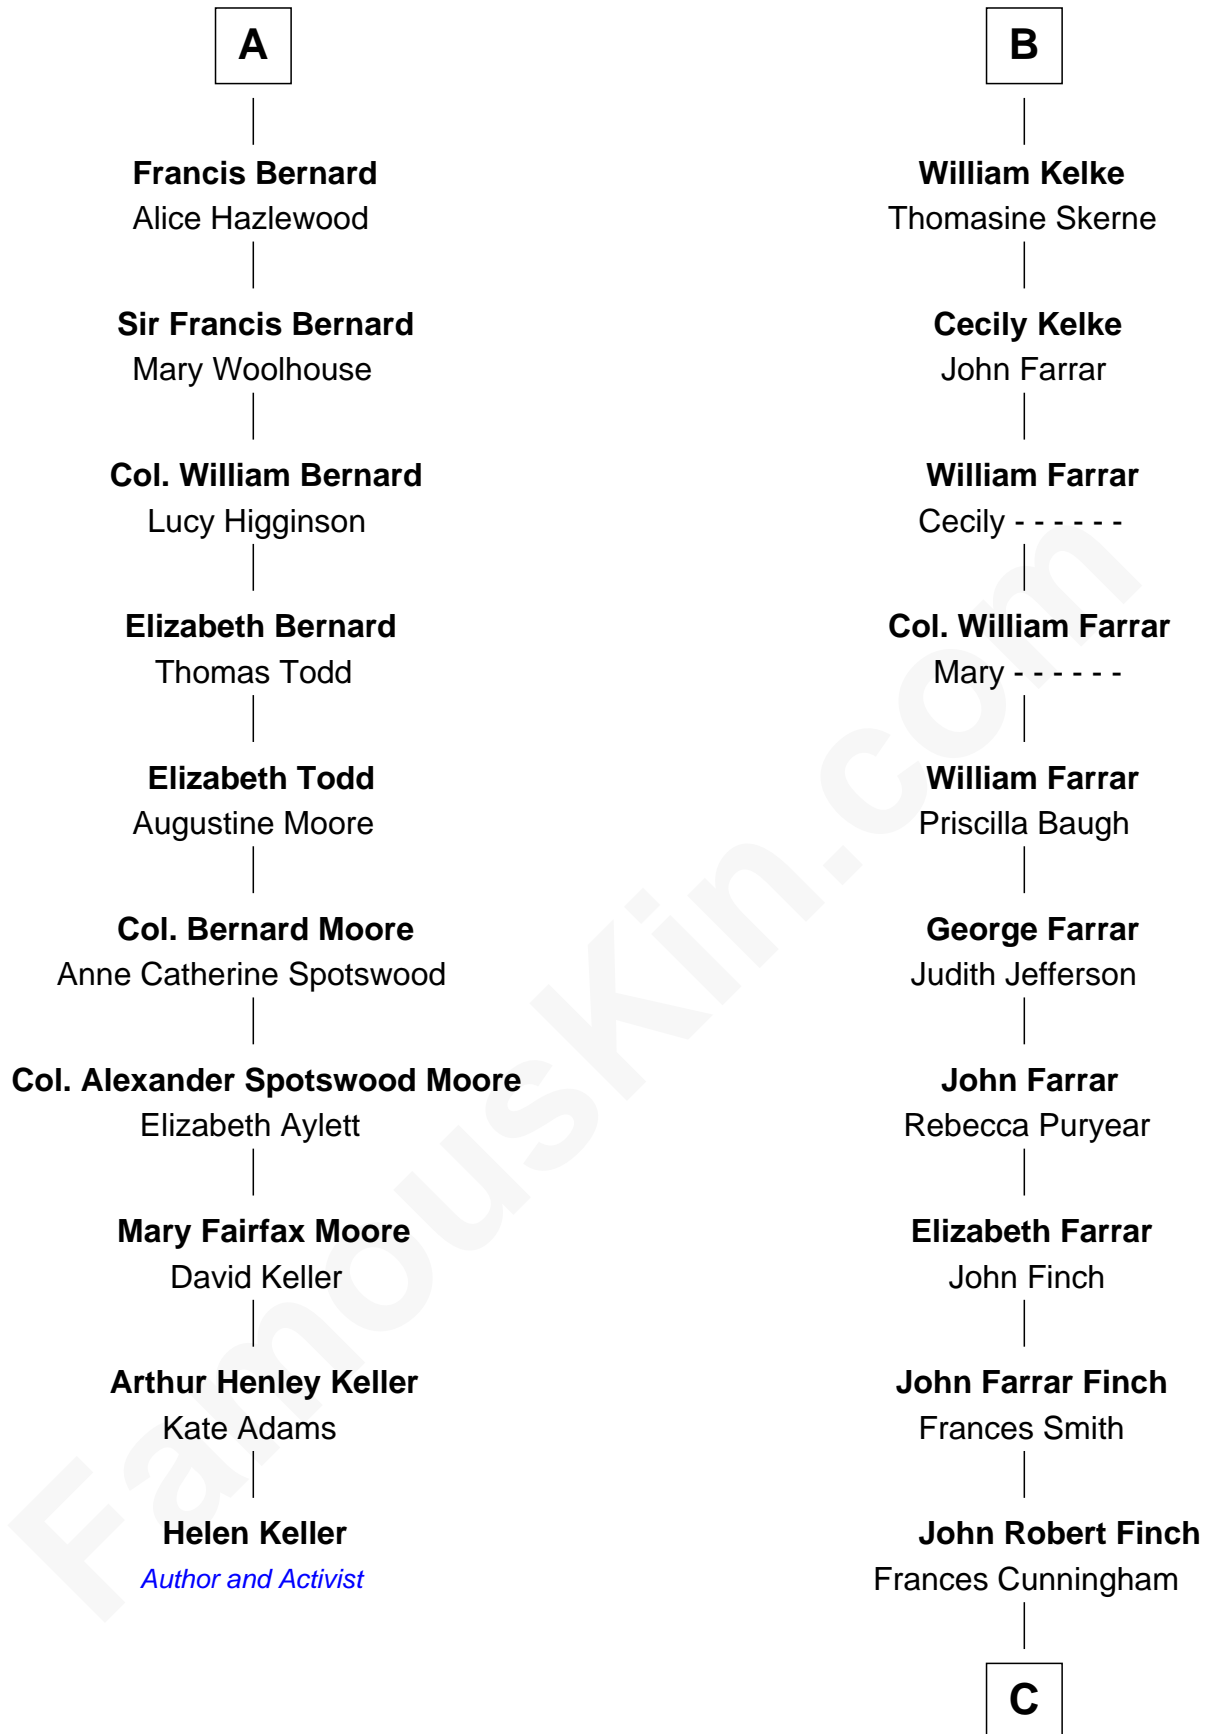 A
Francis Bernard
Alice Hazlewood
Sir Francis Bernard
Mary Woolhouse
Col. William Bernard
Lucy Higginson
Elizabeth Bernard
Thomas Todd
Elizabeth Todd
Augustine Moore
Col. Bernard Moore
Anne Catherine Spotswood
Col. Alexander Spotswood Moore
Elizabeth Aylett
Mary Fairfax Moore
David Keller
Arthur Henley Keller
Kate Adams
Helen Keller
Author and Activist
B
William Kelke
Thomasine Skerne
Cecily Kelke
John Farrar
William Farrar
Cecily - - - - - -
Col. William Farrar
Mary - - - - - -
William Farrar
Priscilla Baugh
George Farrar
Judith Jefferson
John Farrar
Rebecca Puryear
Elizabeth Farrar
John Finch
John Farrar Finch
Frances Smith
John Robert Finch
Frances Cunningham
C
FamousKin.com